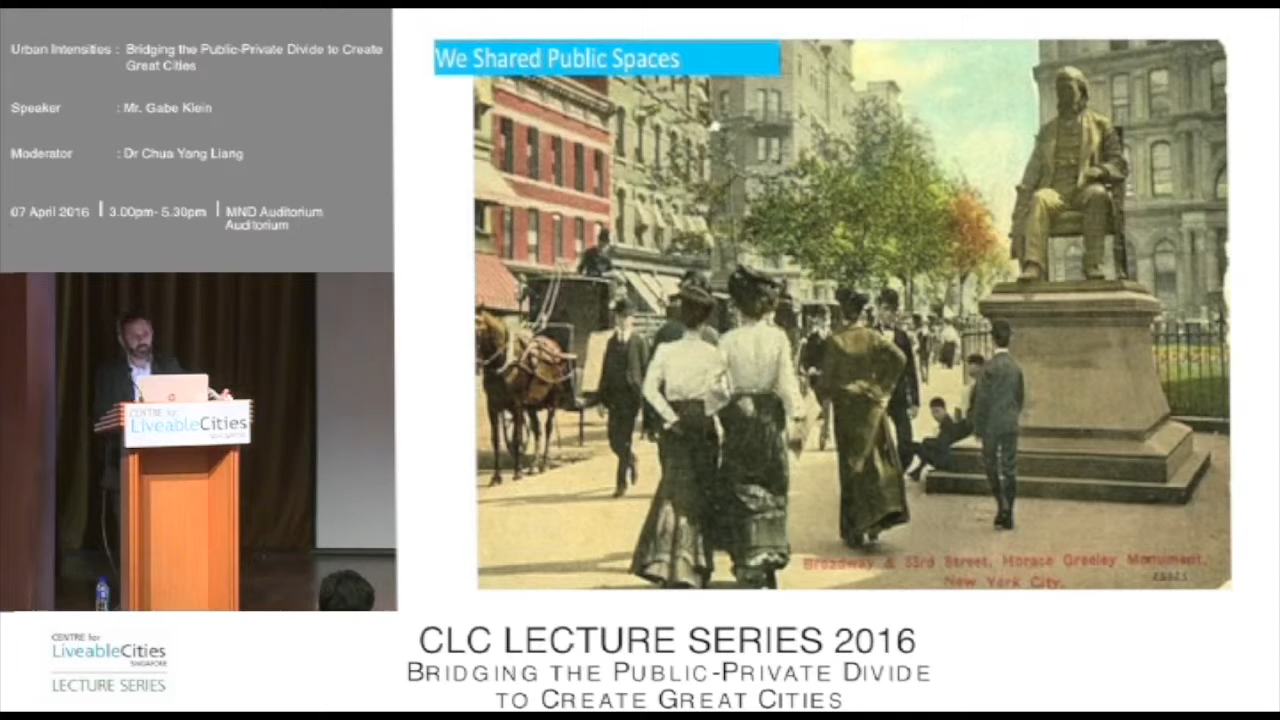 Urban Intensities : Bridging the Public-Private Divide to Create
Great Cities
Speaker : Mr. Gabe Klein
Moderator : Dr Chua Yang Liang
07 April 2016 | 3.00pm- 5.30pm | MND Auditorium
Auditorium
We Shared Public Spaces
Broadway & 33rd Street, Horace Greeley Monument,
New York City.
CENTRE for
LiveableCities
SINGAPORE
CENTRE for
LiveableCities
SINGAPORE
LECTURE SERIES
CLC LECTURE SERIES 2016
BRIDGING THE PUBLIC-PRIVATE DIVIDE
TO CREATE GREAT CITIES